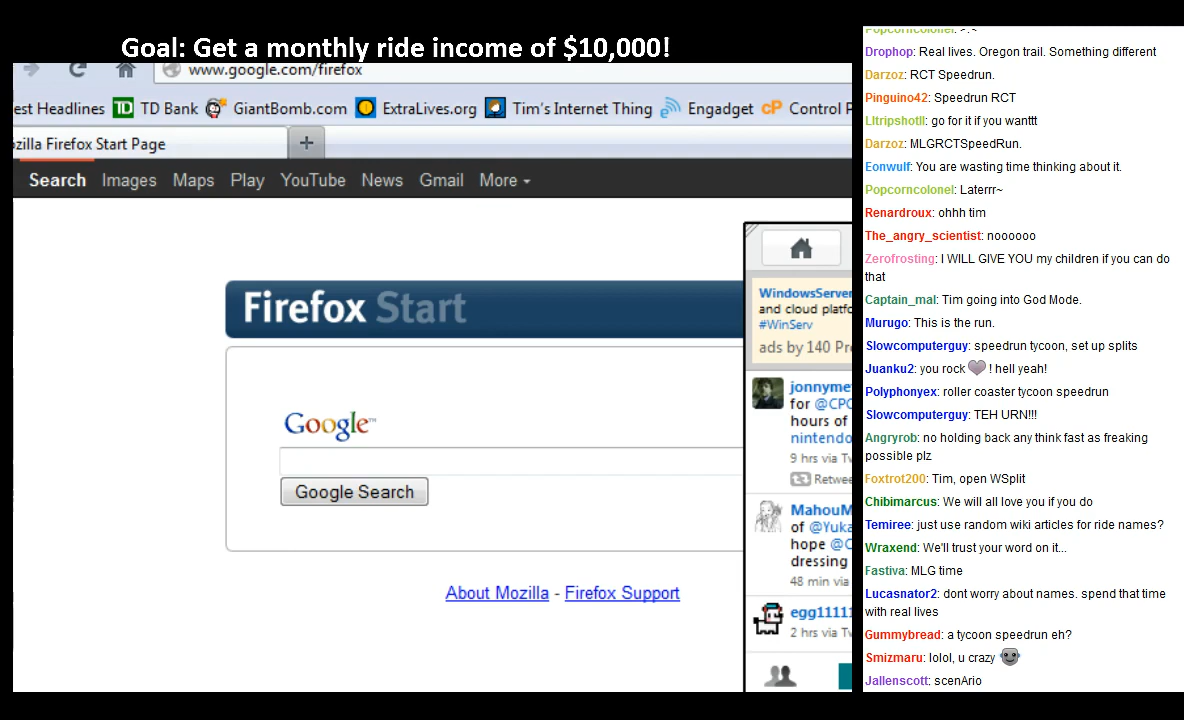 Goal: Get a monthly ride income of $10,000!
www.google.com/firefox
est Headlines TD TD Bank GiantBomb.com ExtraLives.org Tim's Internet Thing Engadget cP Control P
zilla Firefox Start Page +
Search Images Maps Play YouTube News Gmail More
Firefox Start
Google™
Google Search
About Mozilla - Firefox Support
WindowsServer
and cloud platfo
#WinServ
ads by 140 Pr
jonnyme
for @CPC
hours of
nintendo
9 hrs via Tw
Retwee
MahouM
of @Yuka
hope @C
dressing
48 min via
egg11111
2 hrs via Tw
Popcorncolonel: >.~
Drophop: Real lives. Oregon trail. Something different
Darzoz: RCT Speedrun.
Pinguino42: Speedrun RCT
Ltripshotll: go for it if you wanttt
Darzoz: MLGRCTSpeedRun.
Eonwulf: You are wasting time thinking about it.
Popcorncolonel: Laterrr~
Renardroux: ohhh tim
The_angry_scientist: noooooo
Zerofrosting: I WILL GIVE YOU my children if you can do
that
Captain_mal: Tim going into God Mode.
Murugo: This is the run.
Slowcomputerguy: speedrun tycoon, set up splits
Juanku2: you rock ! hell yeah!
Polyphonyex: roller coaster tycoon speedrun
Slowcomputerguy: TEH URN!!!
Angryrob: no holding back any think fast as freaking
possible plz
Foxtrot200: Tim, open WSplit
Chibimarcus: We will all love you if you do
Temiree: just use random wiki articles for ride names?
Wraxend: We'll trust your word on it...
Fastiva: MLG time
Lucasnator2: dont worry about names. spend that time
with real lives
Gummybread: a tycoon speedrun eh?
Smizmaru: lolol, u crazy
Jallenscott: scenArio